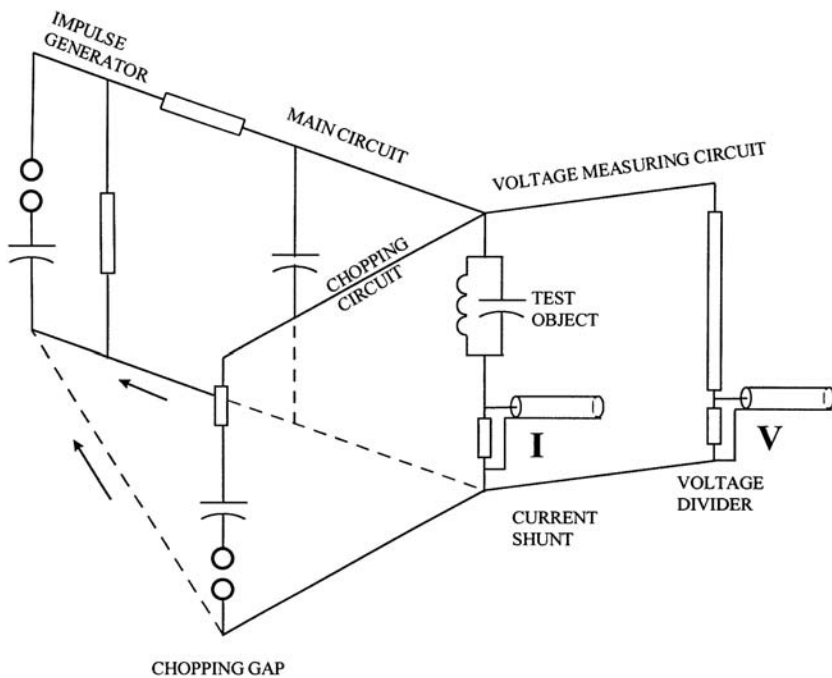 IMPULSE
GENERATOR
MAIN CIRCUIT
VOLTAGE MEASURING CIRCUIT
CHOPPING
CIRCUIT
TEST
OBJECT
I
V
CURRENT
SHUNT
VOLTAGE
DIVIDER
CHOPPING GAP